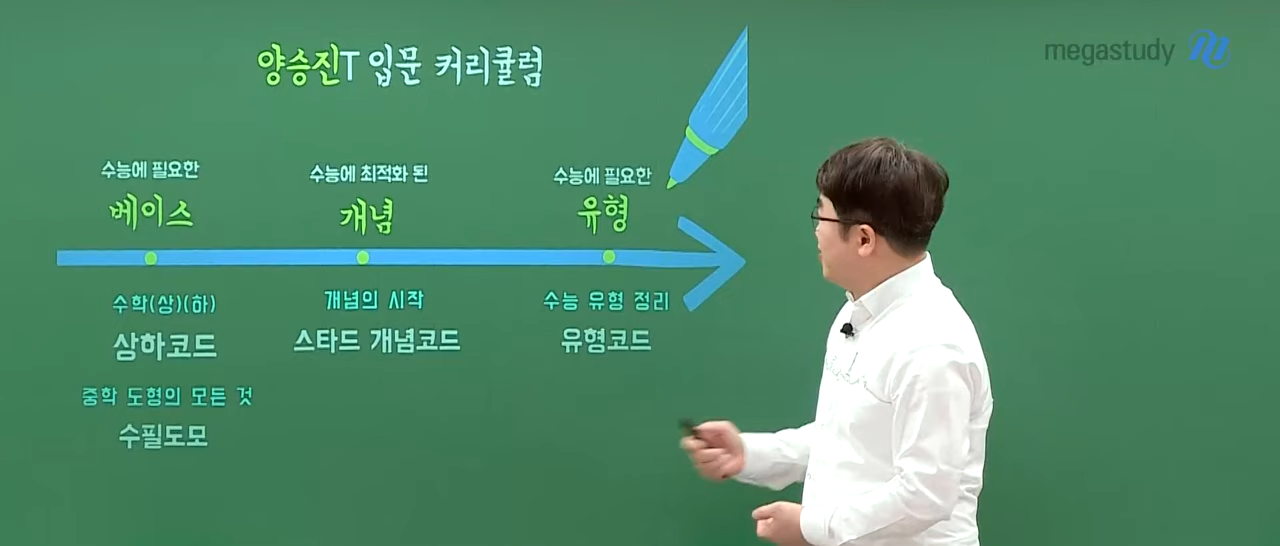 양승진T 입문 커리큘럼
megastudy
수능에 필요한
베이스
수학(상)(하)
상하코드
중학 도형의 모든 것
수필도모
수능에 최적화 된
개념
개념의 시작
스타드 개념코드
수능에 필요한
유형
수능 유형 정리
유형코드